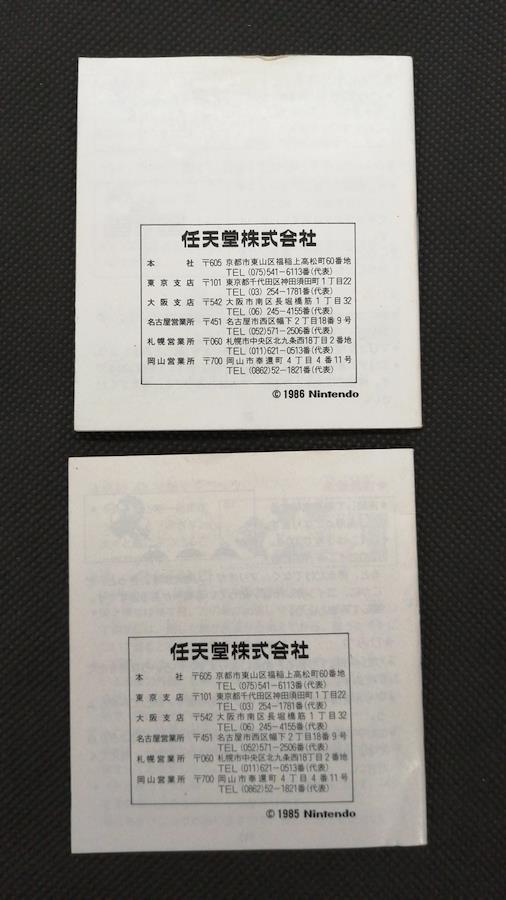 任天堂株式会社
本社 〒605 京都市東山区福稲上高松町60番地
TEL (075)541－6113番(代表)
東京支店 〒101 東京都千代田区神田須田町1丁目22
TEL (03) 254－1781番(代表)
大阪支店 〒542 大阪市南区長堀橋筋1丁目32
TEL (06) 245－4155番(代表)
名古屋営業所 〒451 名古屋市西区幅下2丁目18番9号
TEL (052)571－2506番(代表)
札幌営業所 〒060 札幌市中央区北九条西18丁目2番地
TEL (011)621－0513番(代表)
岡山営業所 〒700 岡山市奉還町4丁目4番11号
TEL (0862)52－1821番(代表)
© 1986 Nintendo
任天堂株式会社
本社 〒605 京都市東山区福稲上高松町60番地
TEL (075)541－6113番(代表)
東京支店 〒101 東京都千代田区神田須田町1丁目22
TEL (03) 254－1781番(代表)
大阪支店 〒542 大阪市南区長堀橋筋1丁目32
TEL (06) 245－4155番(代表)
名古屋営業所 〒451 名古屋市西区幅下2丁目18番9号
TEL (052)571－2506番(代表)
札幌営業所 〒060 札幌市中央区北九条西18丁目2番地
TEL (011)621－0513番(代表)
岡山営業所 〒700 岡山市奉還町4丁目4番11号
TEL (0862)52－1821番(代表)
© 1985 Nintendo